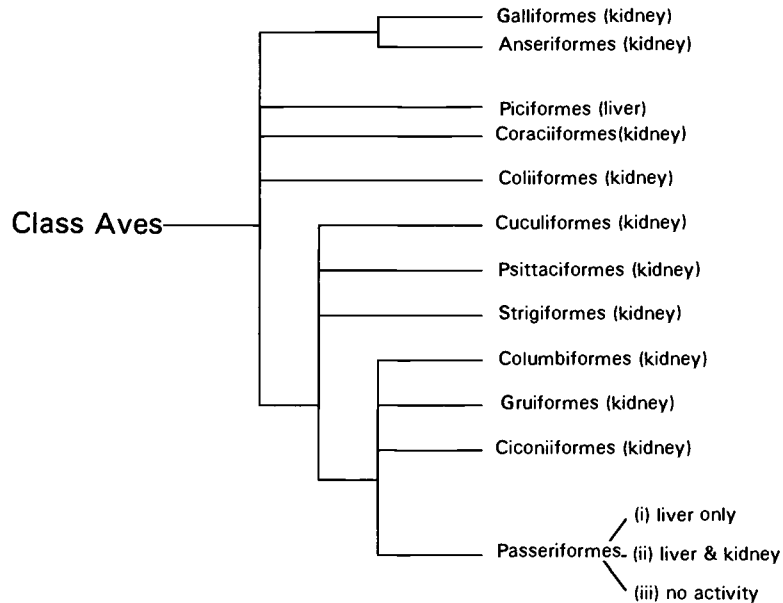 Galliformes (kidney)
Anseriformes (kidney)
Piciformes (liver)
Coraciiformes(kidney)
Coliiformes (kidney)
Class Aves
Cuculiformes (kidney)
Psittaciformes (kidney)
Strigiformes (kidney)
Columbiformes (kidney)
Gruiformes (kidney)
Ciconiiformes (kidney)
(i) liver only
Passeriformes (ii) liver & kidney
(iii) no activity